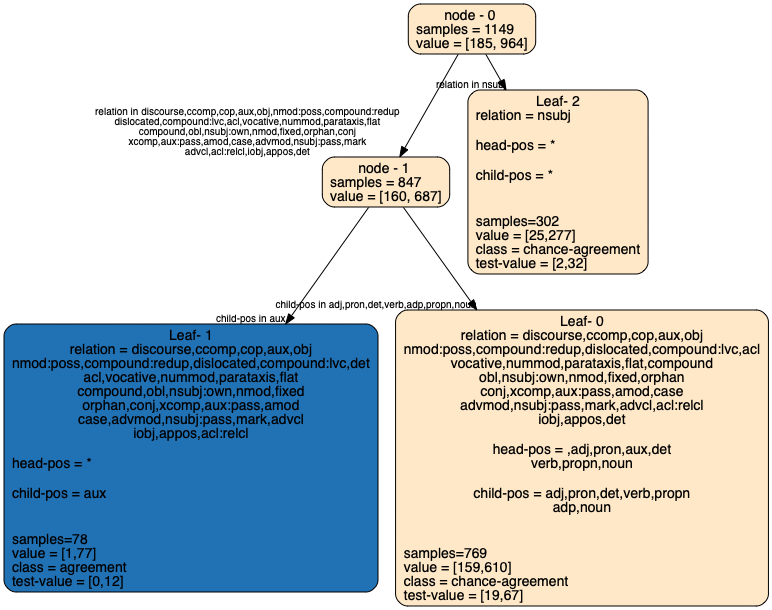 node - 0
samples = 1149
value = [185, 964]
relation in nsubj
relation in discourse,ccomp,cop,aux,obj,nmod:poss,compound:redup
dislocated,compound:lvc,acl,vocative,nummod,parataxis,flat
compound,obl,nsubj:own,nmod,fixed,orphan,conj
xcomp,aux:pass,amod,case,advmod,nsubj:pass,mark
advcl,acl:relcl,iobj,appos,det
Leaf- 2
relation = nsubj
head-pos = *
child-pos = *
samples=302
value = [25,277]
class = chance-agreement
test-value = [2,32]
node - 1
samples = 847
value = [160, 687]
child-pos in adj,pron,det,verb,adp,propn,noun
child-pos in aux
Leaf- 1
relation = discourse,ccomp,cop,aux,obj
nmod:poss,compound:redup,dislocated,compound:lvc,det
acl,vocative,nummod,parataxis,flat
compound,obl,nsubj:own,nmod,fixed
orphan,conj,xcomp,aux:pass,amod
case,advmod,nsubj:pass,mark,advcl
iobj,appos,acl:relcl
head-pos = *
child-pos = aux
samples=78
value = [1,77]
class = agreement
test-value = [0,12]
Leaf- 0
relation = discourse,ccomp,cop,aux,obj
nmod:poss,compound:redup,dislocated,compound:lvc,acl
vocative,nummod,parataxis,flat,compound
obl,nsubj:own,nmod,fixed,orphan
conj,xcomp,aux:pass,amod,case
advmod,nsubj:pass,mark,advcl,acl:relcl
iobj,appos,det
head-pos = ,adj,pron,aux,det
verb,propn,noun
child-pos = adj,pron,det,verb,propn
adp,noun
samples=769
value = [159,610]
class = chance-agreement
test-value = [19,67]